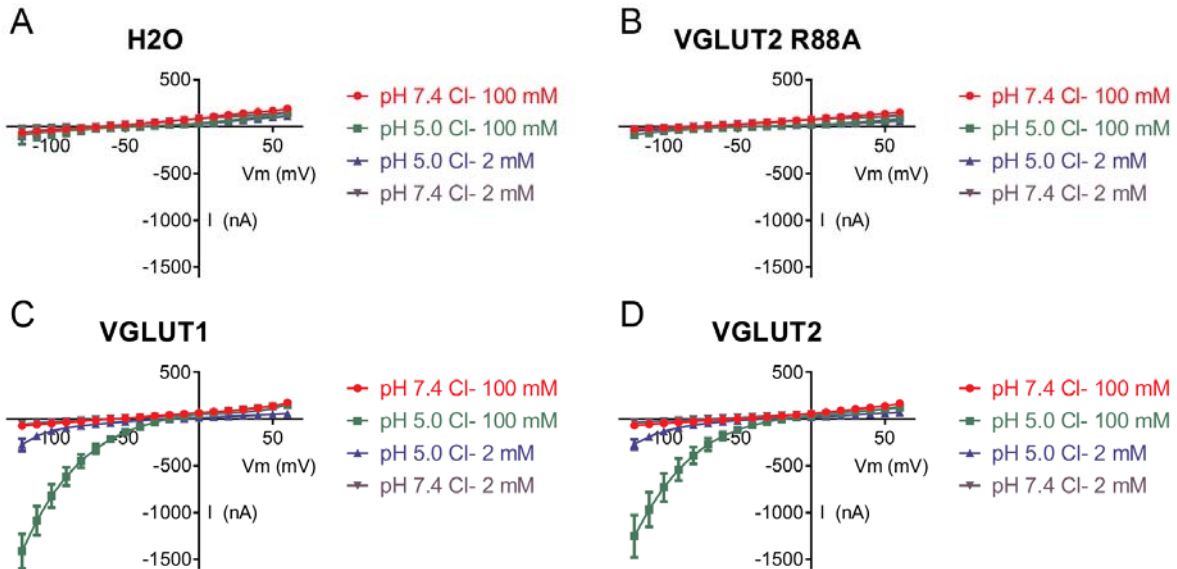 A
H2O
500
-100
-50
50
Vm (mV)
-500
-1000
I (nA)
-1500
pH 7.4 Cl- 100 mM
pH 5.0 Cl- 100 mM
pH 5.0 Cl- 2 mM
pH 7.4 Cl- 2 mM
B
VGLUT2 R88A
500
-100
-50
50
Vm (mV)
-500
-1000
I (nA)
-1500
pH 7.4 Cl- 100 mM
pH 5.0 Cl- 100 mM
pH 5.0 Cl- 2 mM
pH 7.4 Cl- 2 mM
C
VGLUT1
500
-100
-50
50
Vm (mV)
-500
-1000
I (nA)
-1500
pH 7.4 Cl- 100 mM
pH 5.0 Cl- 100 mM
pH 5.0 Cl- 2 mM
pH 7.4 Cl- 2 mM
D
VGLUT2
500
-100
-50
50
Vm (mV)
-500
-1000
I (nA)
-1500
pH 7.4 Cl- 100 mM
pH 5.0 Cl- 100 mM
pH 5.0 Cl- 2 mM
pH 7.4 Cl- 2 mM